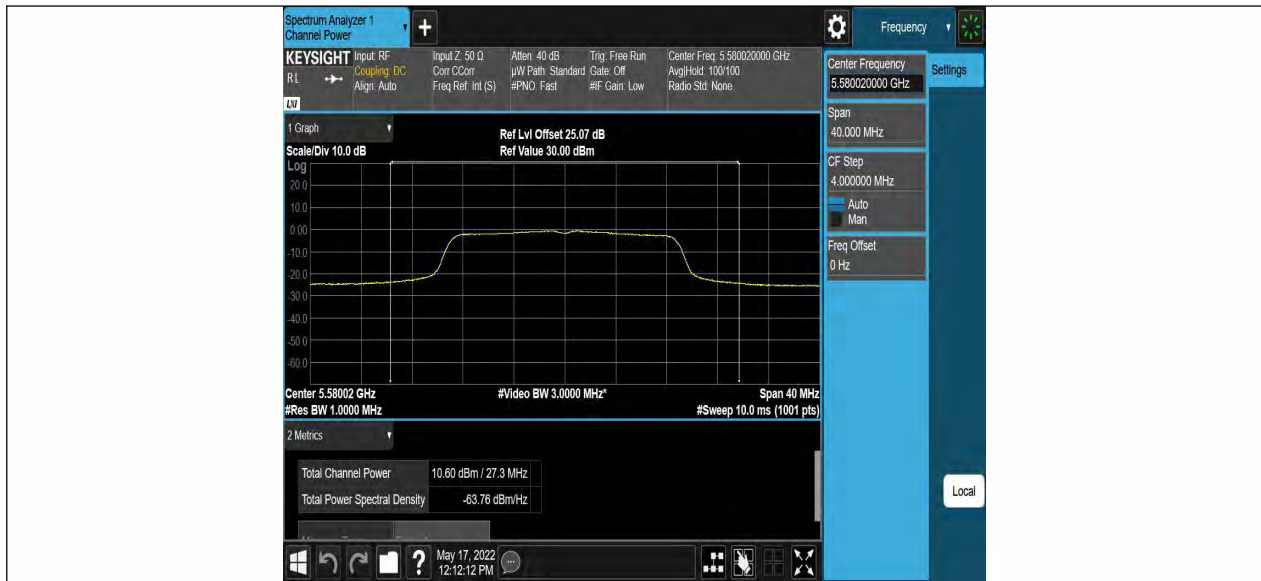 Spectrum Analyzer 1
Channel Power
Frequency
KEYSIGHT
RL
LXI
Input: RF
Coupling: DC
Align: Auto
Input Z: 50 Ω
Corr CCorr
Freq Ref: Int (S)
Atten: 40 dB
µW Path: Standard
#PNO: Fast
Trig: Free Run
Gate: Off
#IF Gain: Low
Center Freq: 5.580020000 GHz
Avg|Hold: 100/100
Radio Std: None
Center Frequency
5.580020000 GHz
Settings
Span
40.000 MHz
CF Step
4.000000 MHz
Auto
Man
Freq Offset
0 Hz
Local
1 Graph
Scale/Div 10.0 dB
Ref Lvl Offset 25.07 dB
Ref Value 30.00 dBm
Log
20.0
10.0
0.00
-10.0
-20.0
-30.0
-40.0
-50.0
-60.0
Center 5.58002 GHz
#Res BW 1.0000 MHz
#Video BW 3.0000 MHz*
Span 40 MHz
#Sweep 10.0 ms (1001 pts)
2 Metrics
Total Channel Power 10.60 dBm / 27.3 MHz
Total Power Spectral Density -63.76 dBm/Hz
May 17, 2022
12:12:12 PM